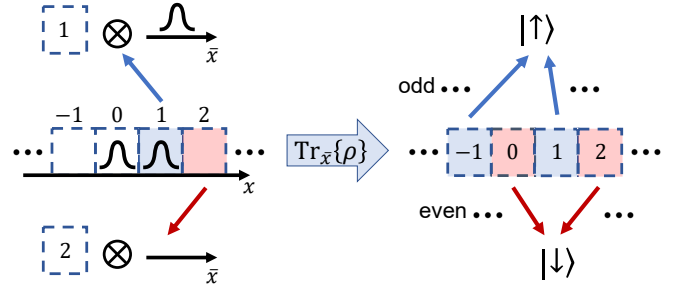 1 ⊗ x̄
−1 0 1 2
••• ••• x
2 ⊗ x̄
Tr_x̄{ρ}
|↑⟩
odd ••• •••
••• −1 0 1 2 •••
even ••• •••
|↓⟩